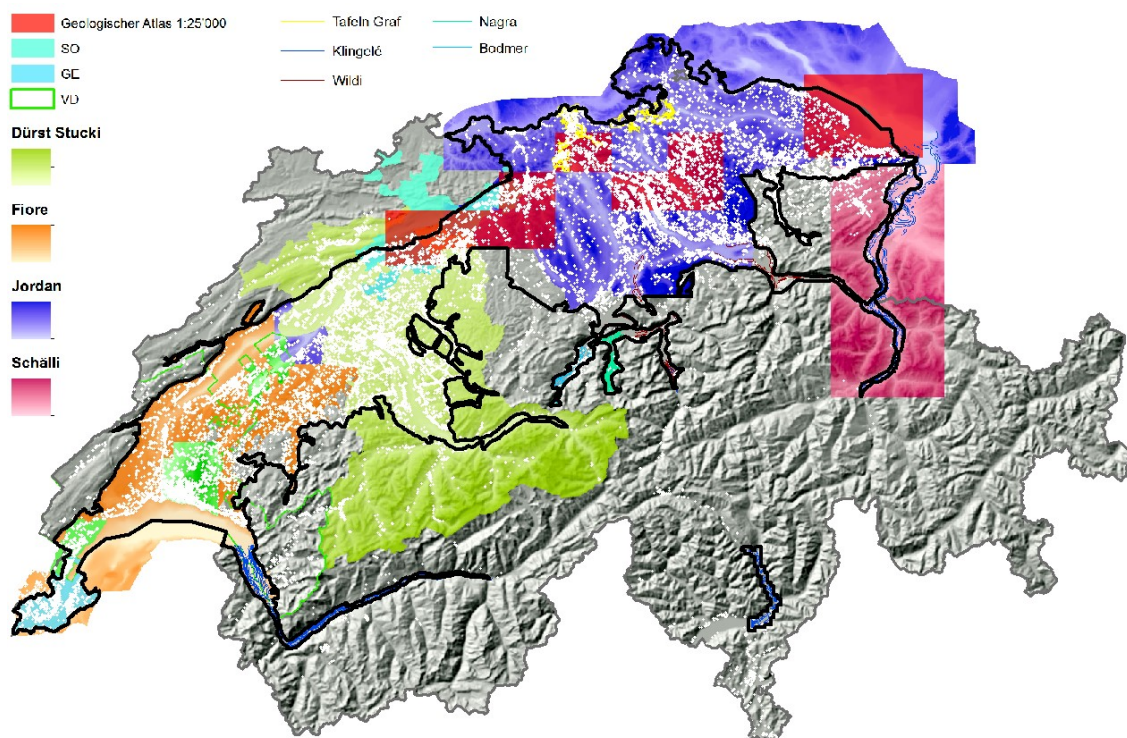 Geologischer Atlas 1:25'000
SO
GE
VD
Tafeln Graf
Klingelé
Wildi
Nagra
Bodmer
Dürst Stucki
Fiore
Jordan
Schälli